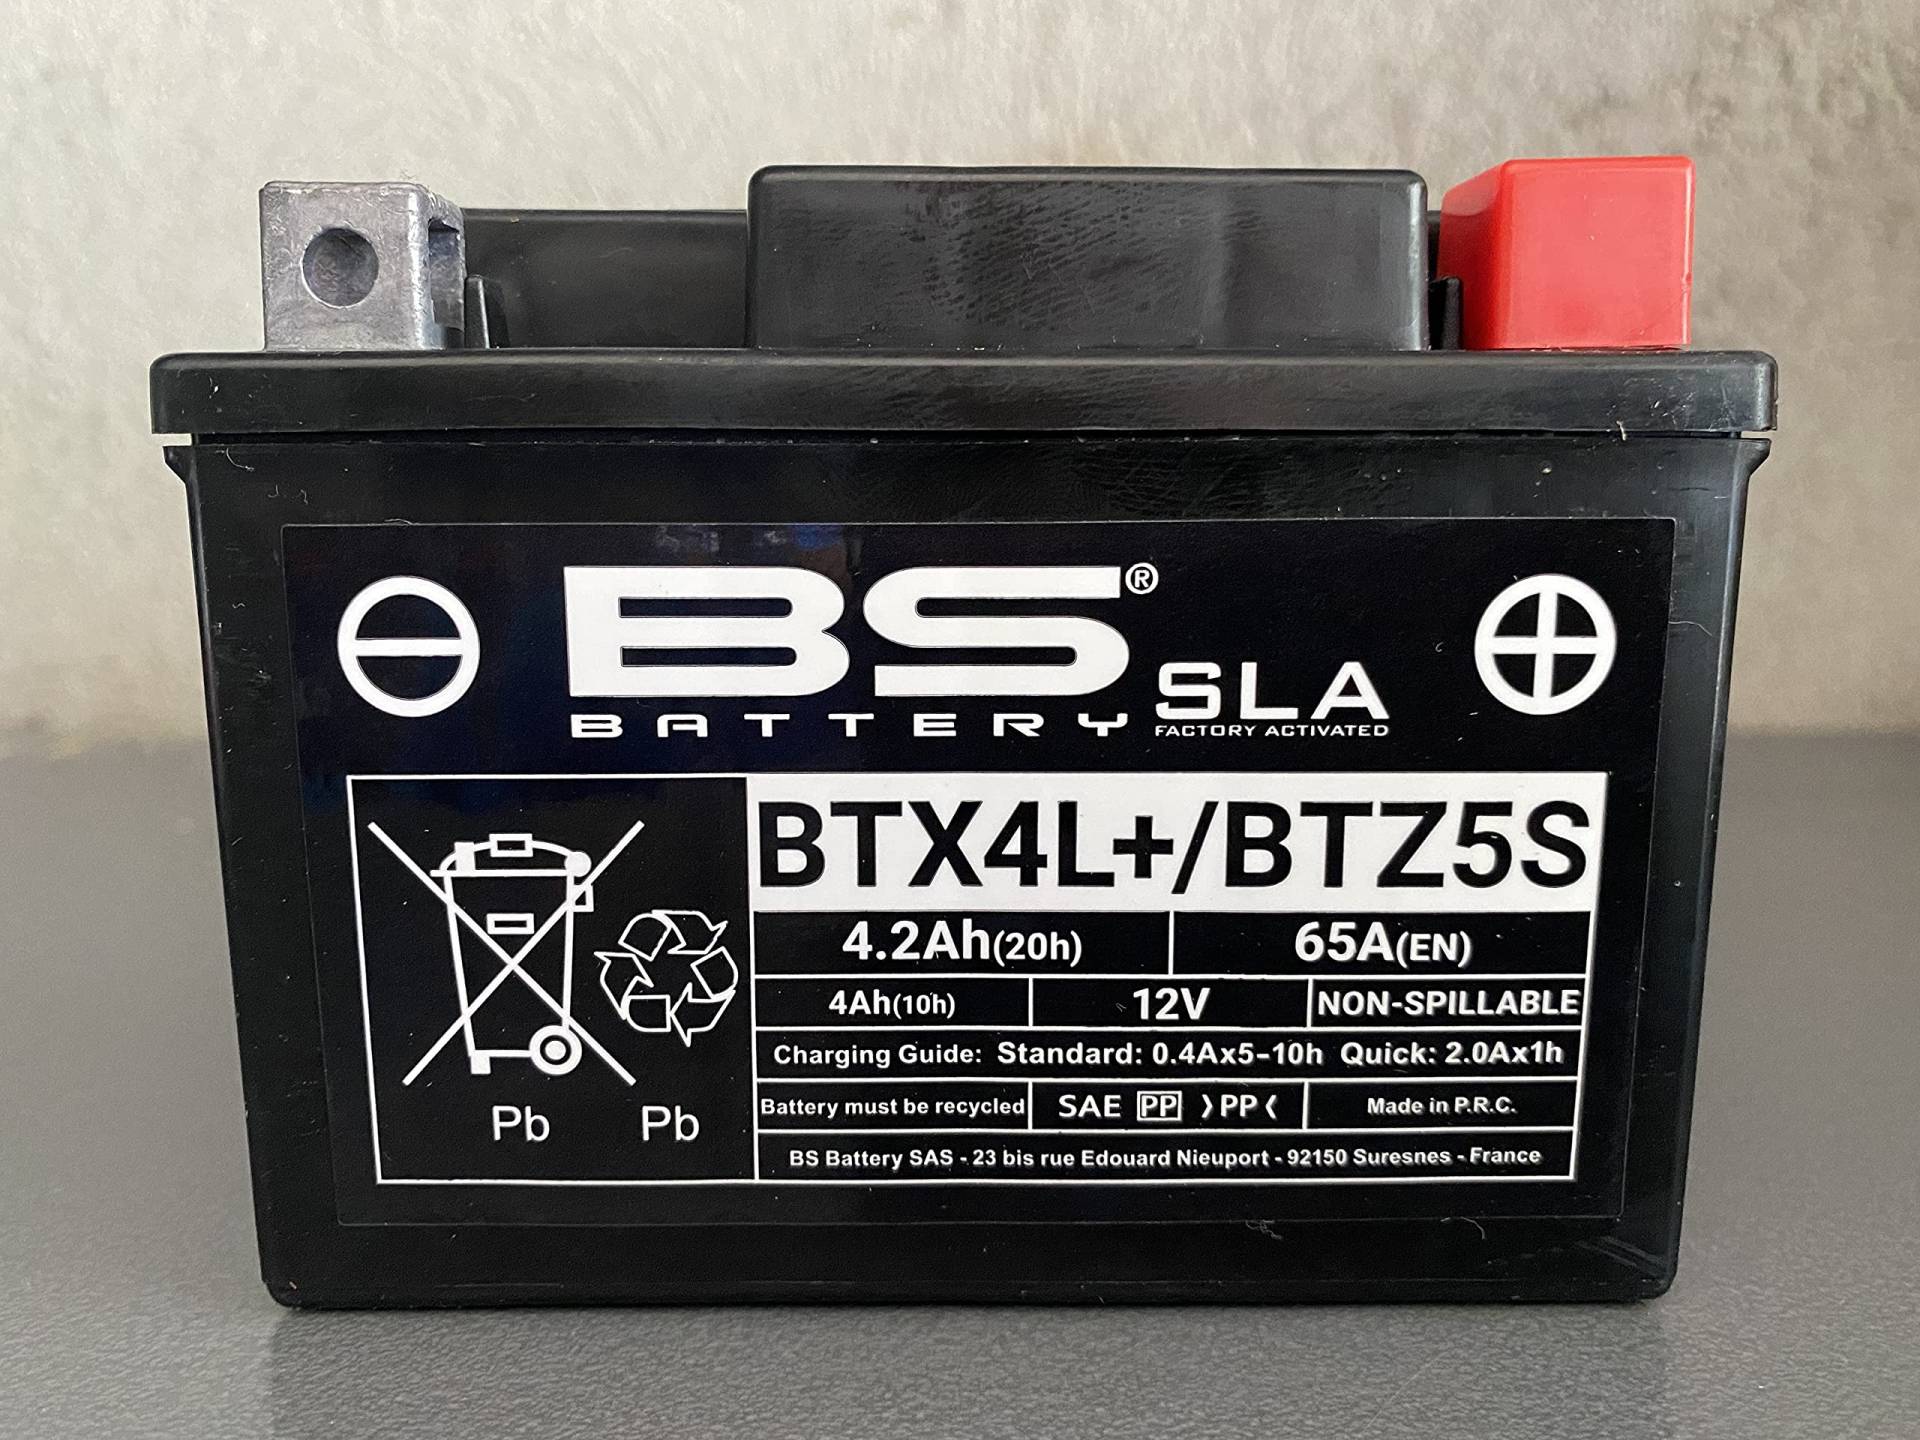 BS®
BATTERY
SLA
FACTORY ACTIVATED
BTX4L+/BTZ5S
4.2Ah(20h) 65A(EN)
4Ah(10h) 12V NON-SPILLABLE
Charging Guide: Standard: 0.4Ax5-10h Quick: 2.0Ax1h
Battery must be recycled SAE PP >PP< Made in P.R.C.
BS Battery SAS - 23 bis rue Edouard Nieuport - 92150 Suresnes - France
Pb Pb